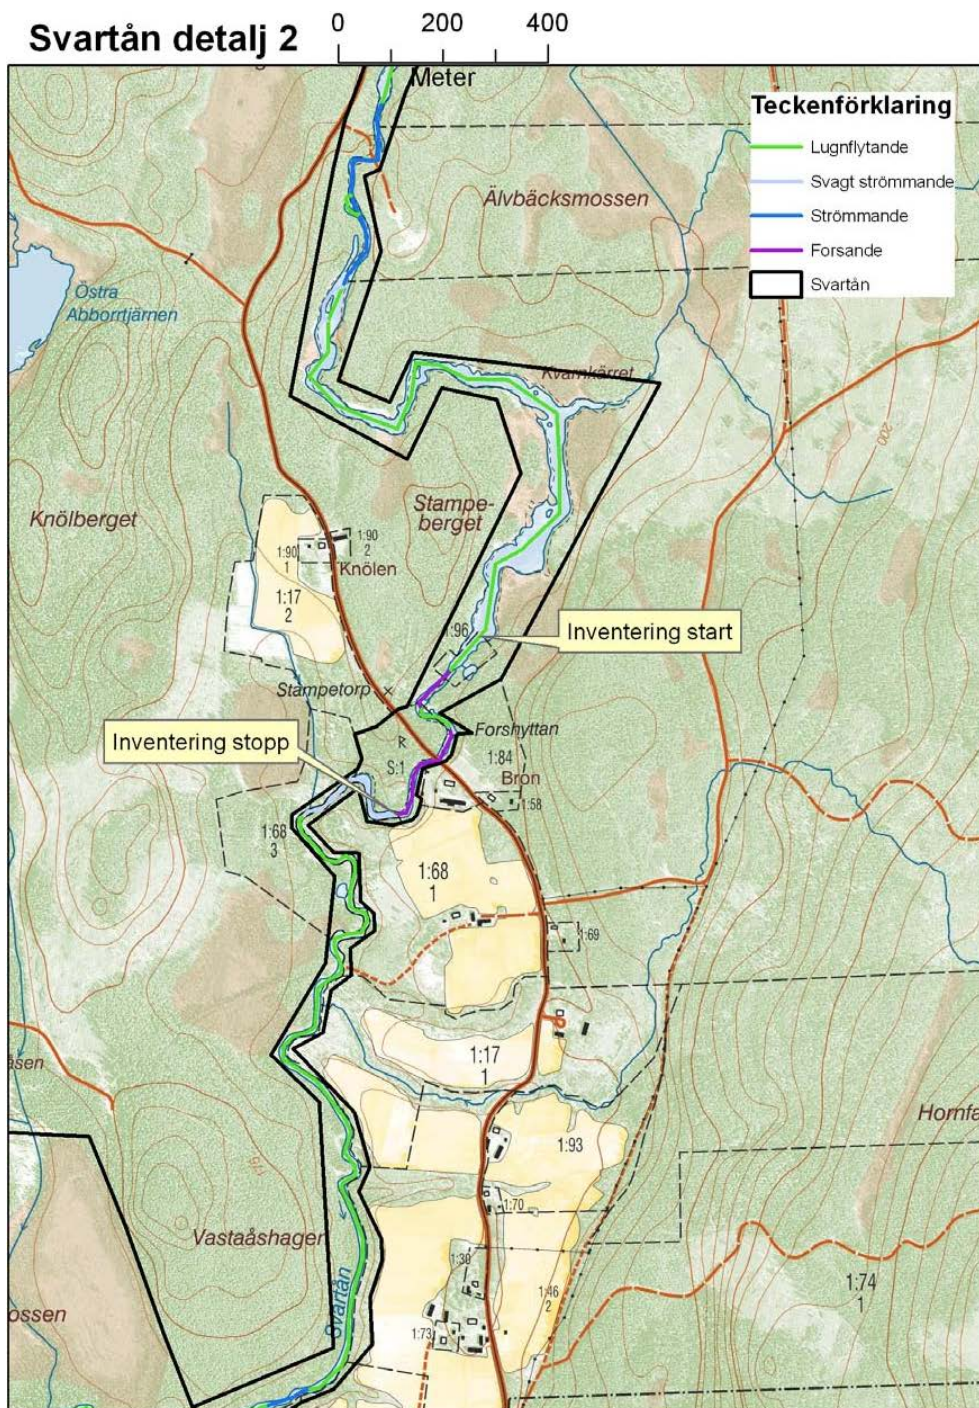 Svartån detalj 2
0 200 400
Meter
Teckenförklaring
Lugnflytande
Svagt strömmande
Strömmande
Forsande
Svartån
Älvbäcksmossen
Östra
Abborrtjärnen
Kvarnkärret
200
Stampe-
berget
Knölberget
1:90
1
1:90
2
Knölen
1:17
2
1:96
Inventering start
Stampetorp
Forshyttan
Inventering stopp
R
S:1
1:84
Bron
1:58
1:68
3
1:68
1
1:69
1:17
1
åsen
Hornfa
1:93
175
1:70
Vastaåshager
1:30
1:46
2
1:74
1
Svartån
ossen
1:73